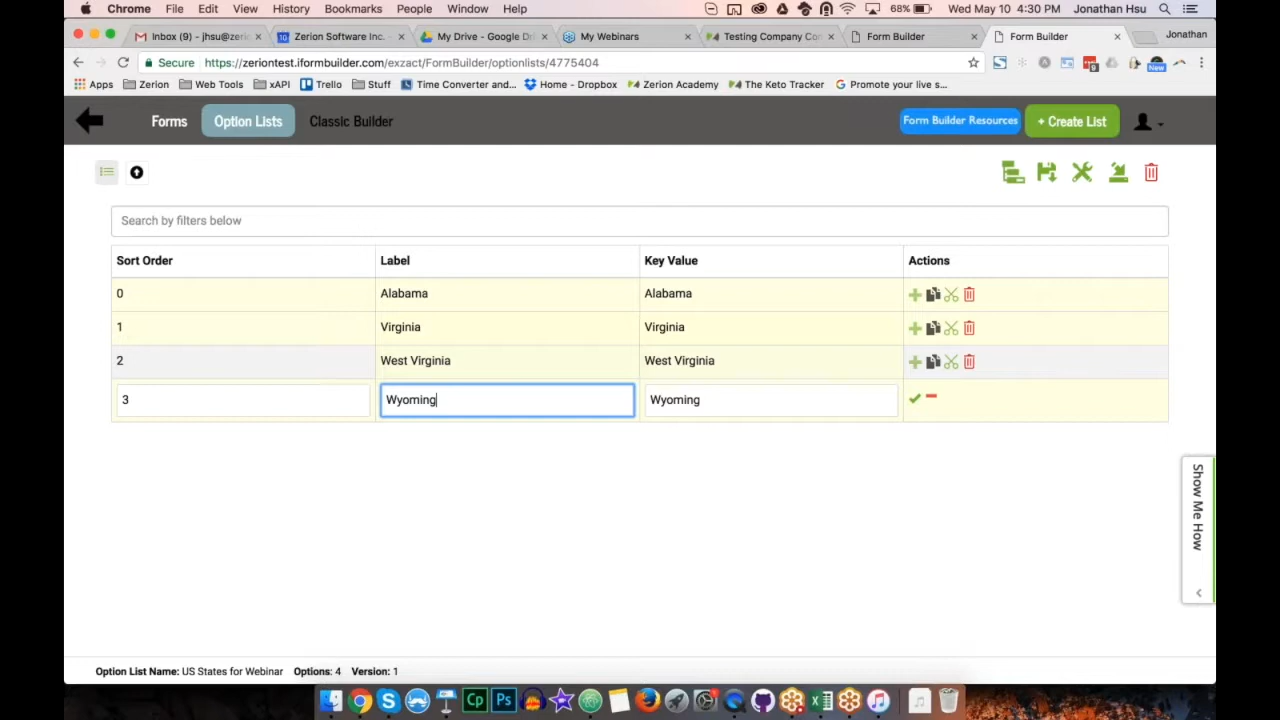 Chrome File Edit View History Bookmarks People Window Help 68% Wed May 10 4:30 PM Jonathan Hsu
Inbox (9) - jhsu@zeri Zerion Software Inc. My Drive - Google Dr My Webinars Testing Company Con Form Builder Form Builder Jonathan
Secure https://zeriontest.iformbuilder.com/exzact/FormBuilder/optionlists/4775404
Apps Zerion Web Tools xAPI Trello Stuff Time Converter and... Home - Dropbox Zerion Academy The Keto Tracker Promote your live s...
Forms Option Lists Classic Builder Form Builder Resources + Create List
Search by filters below
Sort Order Label Key Value Actions
0 Alabama Alabama
1 Virginia Virginia
2 West Virginia West Virginia
3 Wyoming Wyoming
Show Me How
Option List Name: US States for Webinar Options: 4 Version: 1
Cp Ps